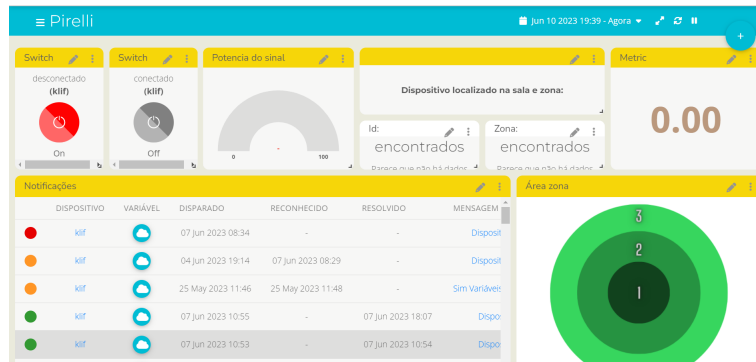 Pirelli
Jun 10 2023 19:39 - Agora
+
Switch
desconectado
(klif)
On
Switch
conectado
(klif)
Off
Potencia do sinal
-
0
100
Dispositivo localizado na sala e zona:
Id:
encontrados
Parece que não há dados
Zona:
encontrados
Parece que não há dados
Metric
0.00
Notificações
DISPOSITIVO VARIÁVEL DISPARADO RECONHECIDO RESOLVIDO MENSAGEM
klif 07 Jun 2023 08:34 - - Disposit
klif 04 Jun 2023 19:14 07 Jun 2023 08:29 - Disposit
klif 25 May 2023 11:46 25 May 2023 11:48 - Sim Variáveis
klif 07 Jun 2023 10:55 - 07 Jun 2023 18:07 Dispo
klif 07 Jun 2023 10:53 - 07 Jun 2023 10:54 Dispo
Área zona
3
2
1